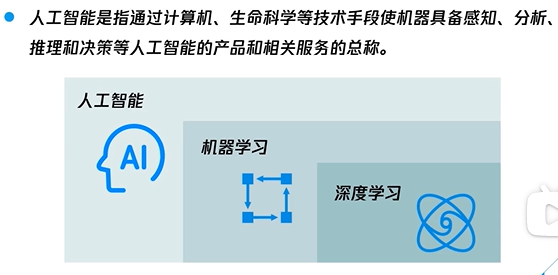 人工智能是指通过计算机、生命科学等技术手段使机器具备感知、分析、
推理和决策等人工智能的产品和相关服务的总称。
人工智能
AI
机器学习
深度学习